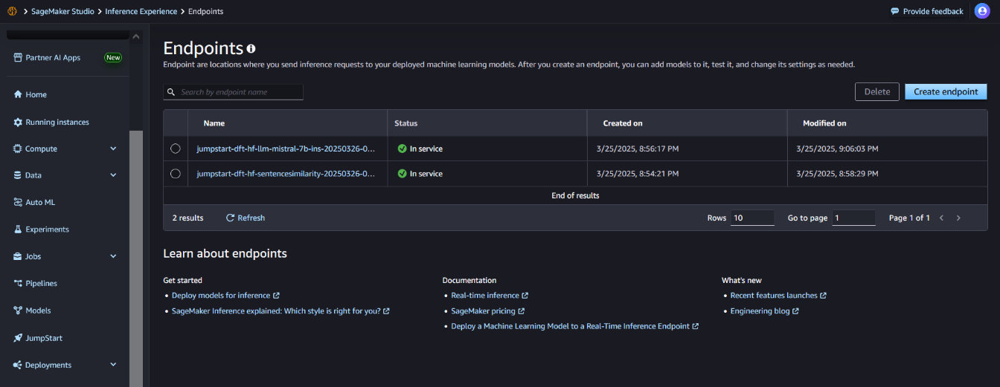 SageMaker Studio > Inference Experience > Endpoints
Provide feedback
Partner AI Apps New
Home
Running instances
Compute
Data
Auto ML
Experiments
Jobs
Pipelines
Models
JumpStart
Deployments
Endpoints
Endpoint are locations where you send inference requests to your deployed machine learning models. After you create an endpoint, you can add models to it, test it, and change its settings as needed.
Search by endpoint name
Delete
Create endpoint
Name Status Created on Modified on
jumpstart-dft-hf-llm-mistral-7b-ins-20250326-0... In service 3/25/2025, 8:56:17 PM 3/25/2025, 9:06:03 PM
jumpstart-dft-hf-sentencesimilarity-20250326-0... In service 3/25/2025, 8:54:21 PM 3/25/2025, 8:58:29 PM
End of results
2 results Refresh Rows 10 Go to page 1 Page 1 of 1
Learn about endpoints
Get started
• Deploy models for inference
• SageMaker Inference explained: Which style is right for you?
Documentation
• Real-time inference
• SageMaker pricing
• Deploy a Machine Learning Model to a Real-Time Inference Endpoint
What's new
• Recent features launches
• Engineering blog